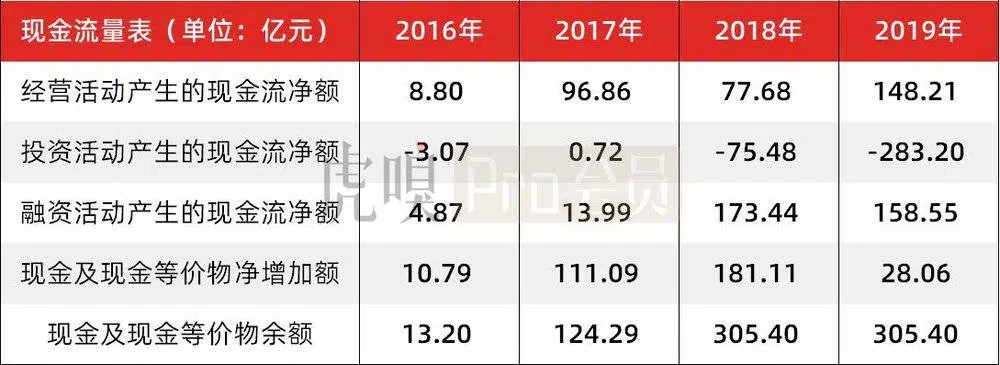 现金流量表（单位：亿元） 2016年 2017年 2018年 2019年
经营活动产生的现金流净额 8.80 96.86 77.68 148.21
投资活动产生的现金流净额 -3.07 0.72 -75.48 -283.20
虎嗅 Pro会员
融资活动产生的现金流净额 4.87 13.99 173.44 158.55
现金及现金等价物净增加额 10.79 111.09 181.11 28.06
现金及现金等价物余额 13.20 124.29 305.40 305.40